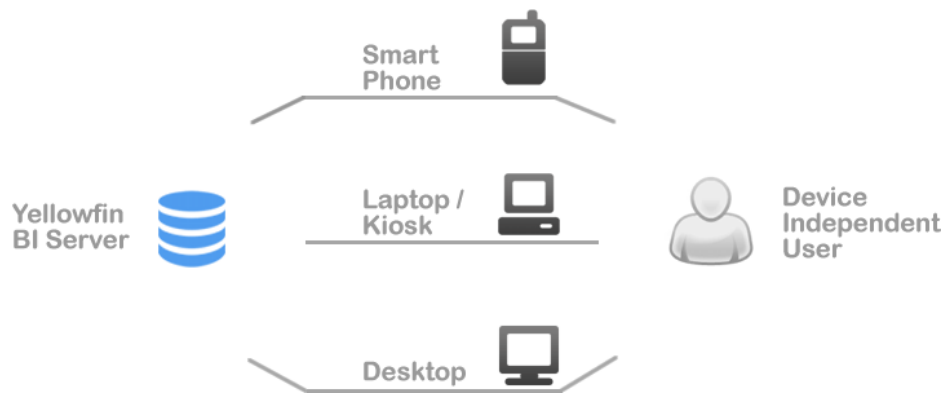 Smart
Phone
Yellowfin
BI Server
Laptop /
Kiosk
Device
Independent
User
Desktop